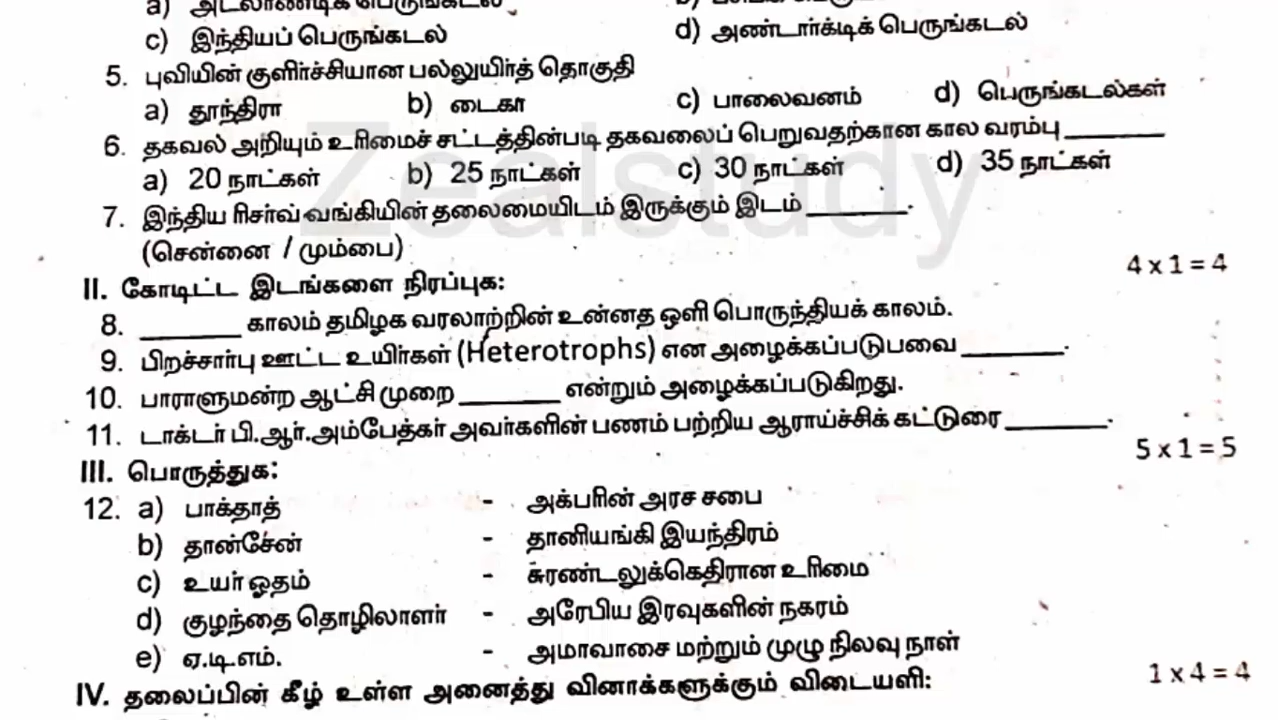 a) அட்லாண்டிக் பெருங்கடல்
c) இந்தியப் பெருங்கடல் d) அண்டார்க்டிக் பெருங்கடல்
5. புவியின் குளிர்ச்சியான பல்லுயிர்த் தொகுதி
a) தூந்திரா b) டைகா c) பாலைவனம் d) பெருங்கடல்கள்
6. தகவல் அறியும் உரிமைச் சட்டத்தின்படி தகவலைப் பெறுவதற்கான கால வரம்பு ________
a) 20 நாட்கள் b) 25 நாட்கள் c) 30 நாட்கள் d) 35 நாட்கள்
7. இந்திய ரிசர்வ் வங்கியின் தலைமையிடம் இருக்கும் இடம் ________.
(சென்னை / மும்பை)
II. கோடிட்ட இடங்களை நிரப்புக: 4 x 1 = 4
8. ________ காலம் தமிழக வரலாற்றின் உன்னத ஒளி பொருந்தியக் காலம்.
9. பிறச்சார்பு ஊட்ட உயிர்கள் (Heterotrophs) என அழைக்கப்படுபவை ________.
10. பாராளுமன்ற ஆட்சி முறை ________ என்றும் அழைக்கப்படுகிறது.
11. டாக்டர் பி.ஆர்.அம்பேத்கர் அவர்களின் பணம் பற்றிய ஆராய்ச்சிக் கட்டுரை ________.
III. பொருத்துக: 5 x 1 = 5
12. a) பாக்தாத் - அக்பரின் அரச சபை
b) தான்சேன் - தானியங்கி இயந்திரம்
c) உயர் ஓதம் - சுரண்டலுக்கெதிரான உரிமை
d) குழந்தை தொழிலாளர் - அரேபிய இரவுகளின் நகரம்
e) ஏ.டி.எம். - அமாவாசை மற்றும் முழு நிலவு நாள்
IV. தலைப்பின் கீழ் உள்ள அனைத்து வினாக்களுக்கும் விடையளி: 1 x 4 = 4
Zealstudy